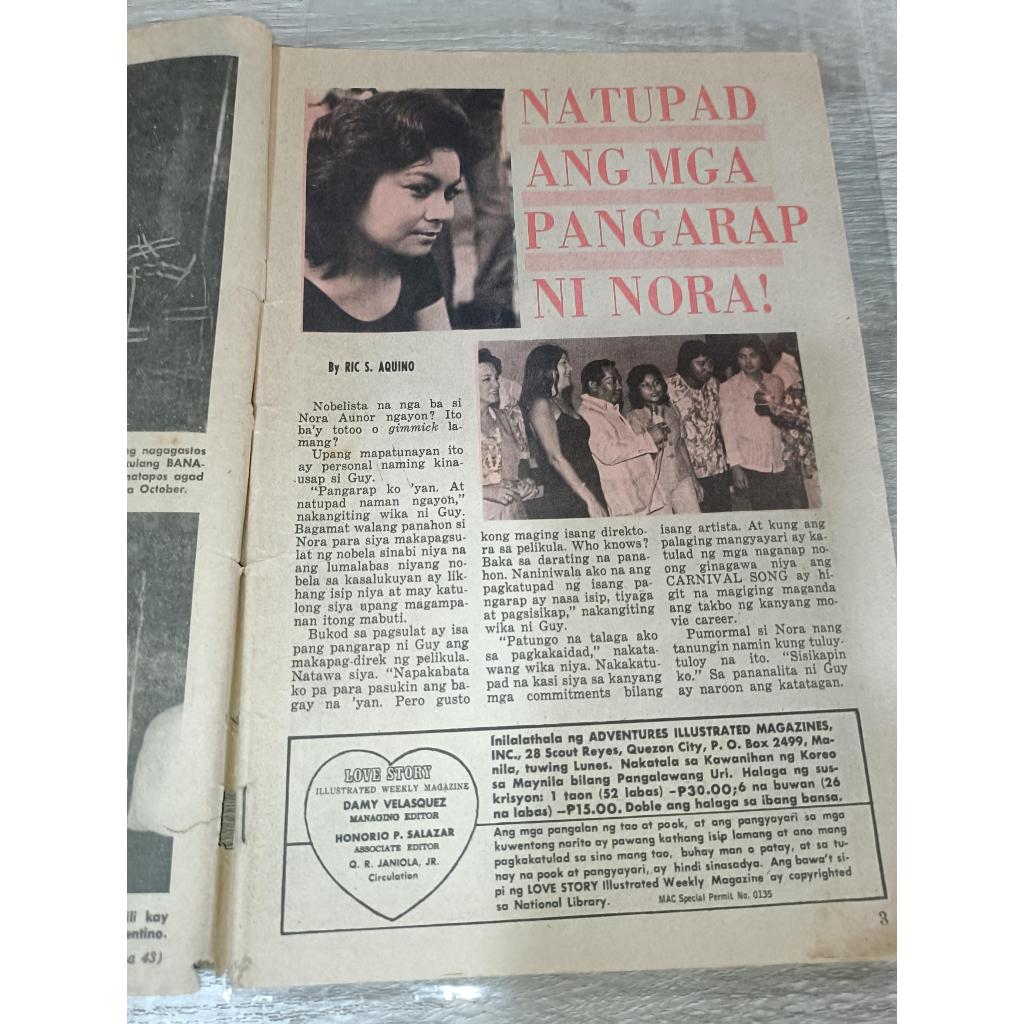 ng nagagastos
kulang BANA-
natapos agad
a October.
ili kay
entino.
a 43)
NATUPAD
ANG MGA
PANGARAP
NI NORA!
By RIC S. AQUINO
Nobelista na nga ba si
Nora Aunor ngayon? Ito
ba'y totoo o gimmick la-
mang?
Upang mapatunayan ito
ay personal naming kina-
usap si Guy.
“Pangarap ko 'yan. At
natupad naman ngayon,”
nakangiting wika ni Guy.
Bagamat walang panahon si
Nora para siya makapagsu-
lat ng nobela sinabi niya na
ang lumalabas niyang no-
bela sa kasalukuyan ay lik-
hang isip niya at may katu-
long siya upang magampa-
nan itong mabuti.
Bukod sa pagsulat ay isa
pang pangarap ni Guy ang
makapag-direk ng pelikula.
Natawa siya. “Napakabata
ko pa para pasukin ang ba-
gay na 'yan. Pero gusto
kong maging isang direkto-
ra sa pelikula. Who knows?
Baka sa darating na pana-
hon. Naniniwala ako na ang
pagkatupad ng isang pa-
ngarap ay nasa isip, tiyaga
at pagsisikap,” nakangiting
wika ni Guy.
“Patungo na talaga ako
sa pagkakaidad,” nakata-
wang wika niya. Nakakatu-
pad na kasi siya sa kanyang
mga commitments bilang
isang artista. At kung ang
palaging mangyayari ay ka-
tulad ng mga naganap no-
ong ginagawa niya ang
CARNIVAL SONG ay hi-
git na magiging maganda
ang takbo ng kanyang mo-
vie career.
Pumormal si Nora nang
tanungin namin kung tuluy-
tuloy na ito. “Sisikapin
ko.” Sa pananalita ni Guy
ay naroon ang katatagan.
LOVE STORY
ILLUSTRATED WEEKLY MAGAZINE
DAMY VELASQUEZ
MANAGING EDITOR
HONORIO P. SALAZAR
ASSOCIATE EDITOR
Q. R. JANIOLA, JR.
Circulation
Inilalathala ng ADVENTURES ILLUSTRATED MAGAZINES,
INC., 28 Scout Reyes, Quezon City, P. O. Box 2499, Ma-
nila, tuwing Lunes. Nakatala sa Kawanihan ng Koreo
sa Maynila bilang Pangalawang Uri. Halaga ng sus-
krisyon: 1 taon (52 labas) —P30.00; 6 na buwan (26
na labas) —P15.00. Doble ang halaga sa ibang bansa.
Ang mga pangalan ng tao at pook, at ang pangyayari sa mga
kuwentong narito ay pawang kathang isip lamang at ano mang
pagkakatulad sa sino mang tao, buhay man o patay, at sa tu-
nay na pook at pangyayari, ay hindi sinasadya. Ang bawa't si-
pi ng LOVE STORY Illustrated Weekly Magazine ay copyrighted
sa National Library.
MAC Special Permit No. 0135
3